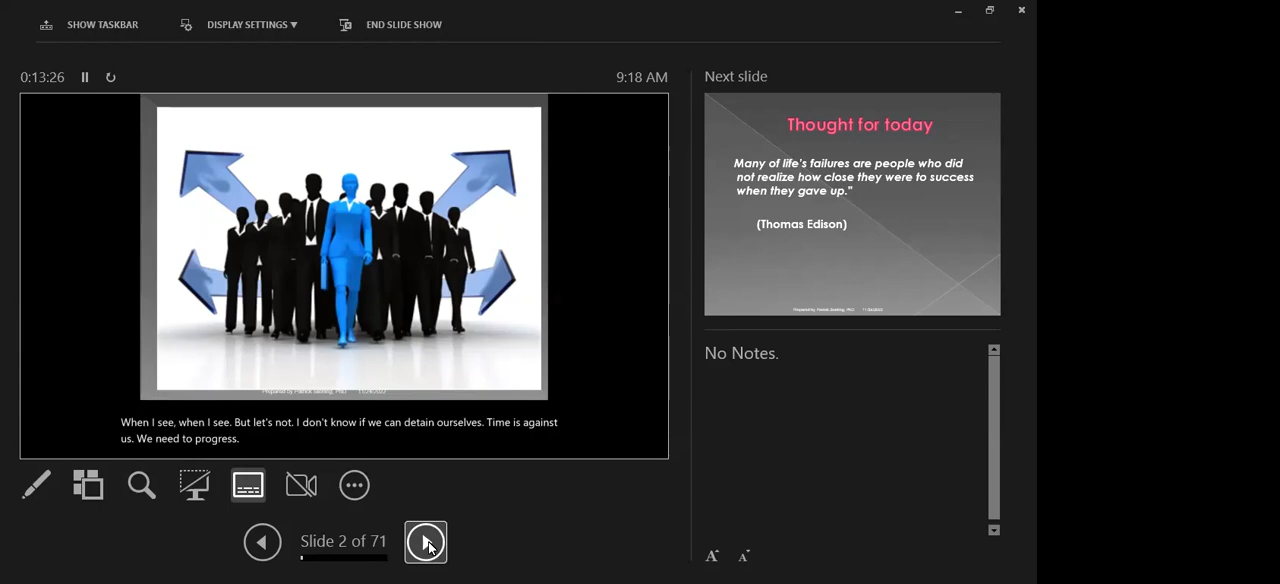 SHOW TASKBAR
DISPLAY SETTINGS ▼
END SLIDE SHOW
0:13:26
9:18 AM
Next slide
Thought for today
Many of life's failures are people who did
not realize how close they were to success
when they gave up."
(Thomas Edison)
When I see, when I see. But let's not. I don't know if we can detain ourselves. Time is against
us. We need to progress.
No Notes.
Slide 2 of 71
A A